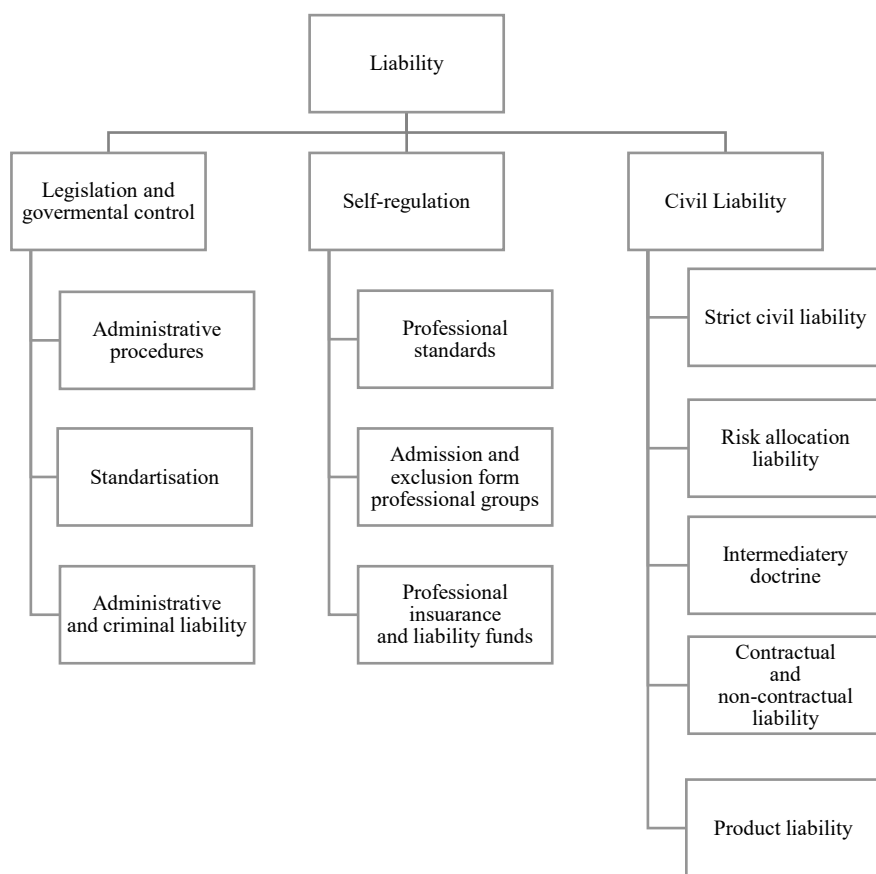 Liability
Legislation and
govermental control
Self-regulation
Civil Liability
Administrative
procedures
Standartisation
Administrative
and criminal liability
Professional
standards
Admission and
exclusion form
professional groups
Professional
insuarance
and liability funds
Strict civil liability
Risk allocation
liability
Intermediatery
doctrine
Contractual
and
non-contractual
liability
Product liability